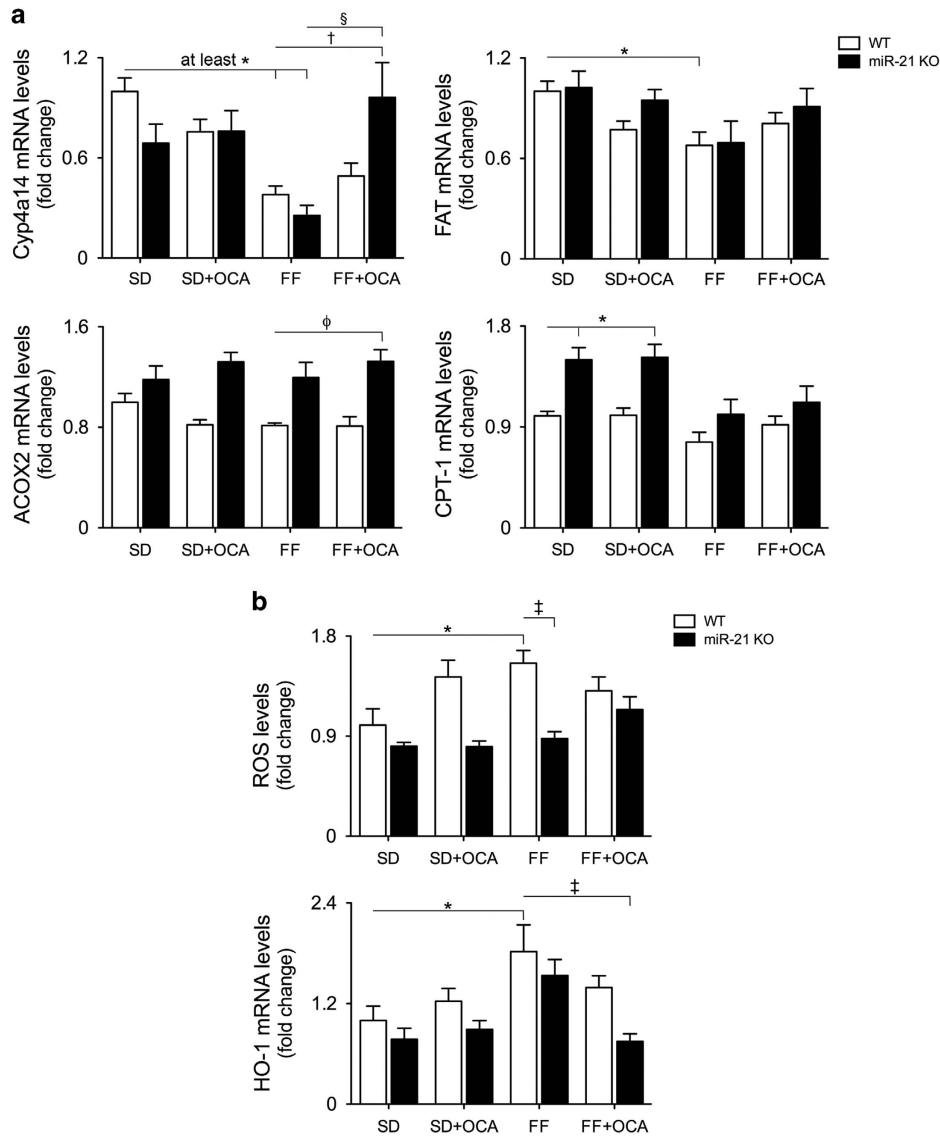 a
WT
miR-21 KO
Cyp4a14 mRNA levels
(fold change)
1.2
0.6
0
at least *
†
§
SD SD+OCA FF FF+OCA
FAT mRNA levels
(fold change)
1.2
0.6
0
*
SD SD+OCA FF FF+OCA
ACOX2 mRNA levels
(fold change)
1.6
0.8
0
ϕ
SD SD+OCA FF FF+OCA
CPT-1 mRNA levels
(fold change)
1.8
0.9
0
*
SD SD+OCA FF FF+OCA
b
WT
miR-21 KO
ROS levels
(fold change)
1.8
0.9
0
*
‡
SD SD+OCA FF FF+OCA
HO-1 mRNA levels
(fold change)
2.4
1.2
0
*
‡
SD SD+OCA FF FF+OCA